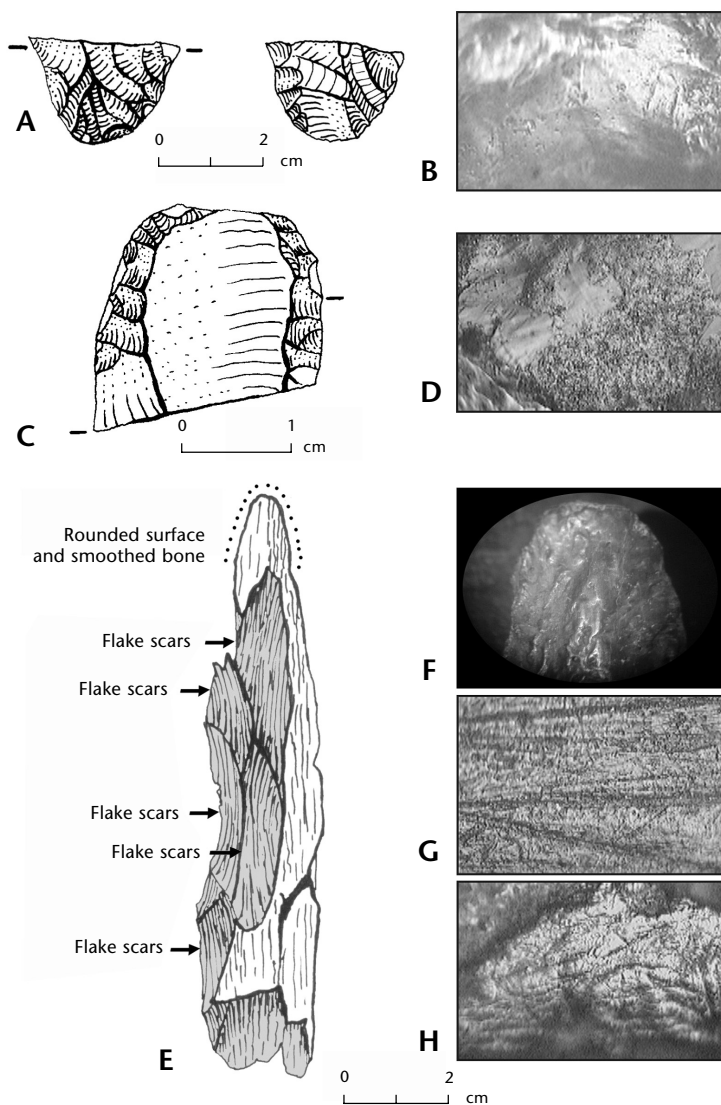 A
0 2
cm
B
C
0 1
cm
D
Rounded surface
and smoothed bone
Flake scars
Flake scars
Flake scars
Flake scars
Flake scars
E
0 2
cm
F
G
H